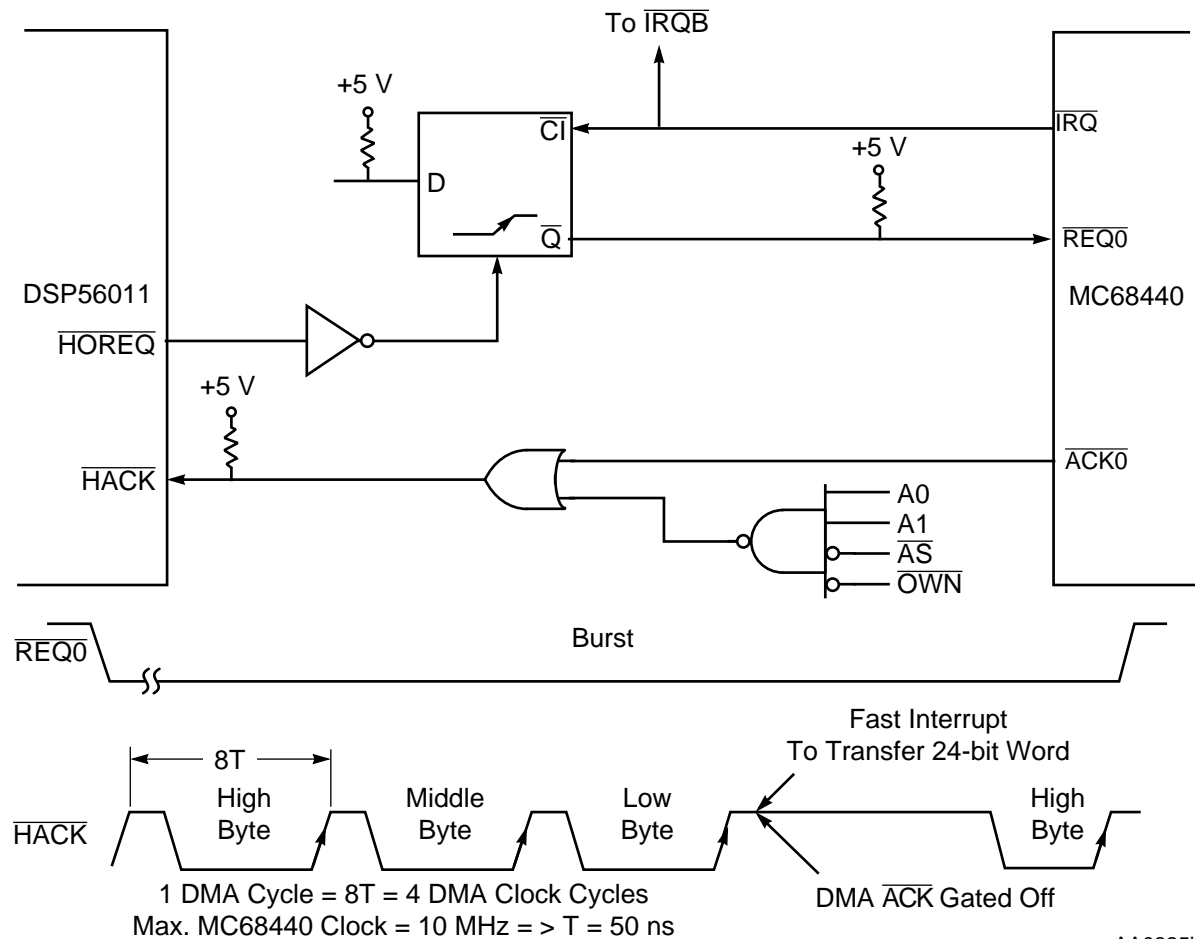 To IRQB
+5 V
CI
IRQ
+5 V
D
Q
REQ0
DSP56011
MC68440
HOREQ
+5 V
HACK
ACK0
A0
A1
AS
OWN
REQ0
Burst
Fast Interrupt
To Transfer 24-bit Word
8T
HACK
High
Byte
Middle
Byte
Low
Byte
High
Byte
1 DMA Cycle = 8T = 4 DMA Clock Cycles
DMA ACK Gated Off
Max. MC68440 Clock = 10 MHz = > T = 50 ns